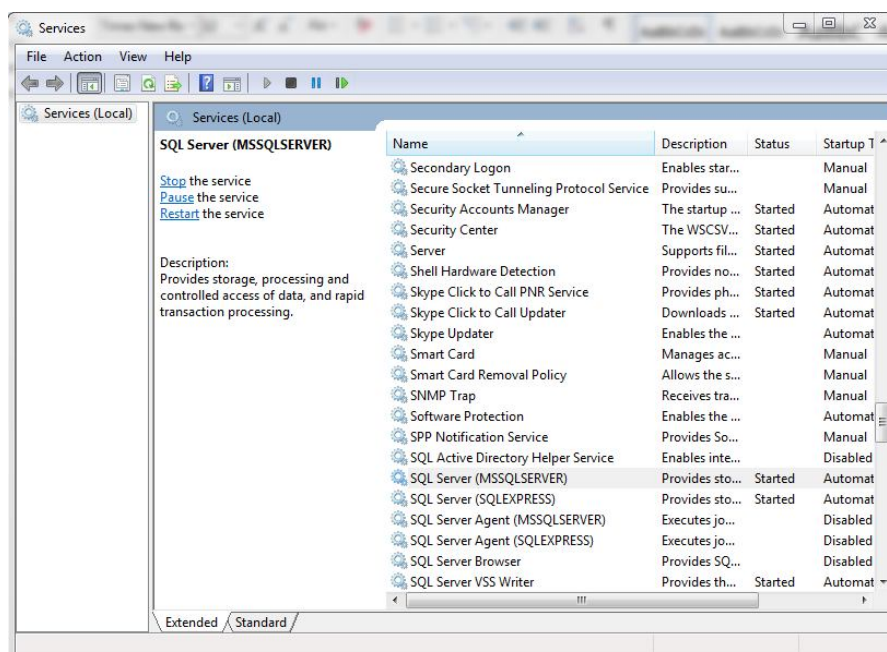 Services
File Action View Help
Services (Local)
Services (Local)
SQL Server (MSSQLSERVER)
Stop the service
Pause the service
Restart the service
Description:
Provides storage, processing and
controlled access of data, and rapid
transaction processing.
Name Description Status Startup T
Secondary Logon Enables star... Manual
Secure Socket Tunneling Protocol Service Provides su... Manual
Security Accounts Manager The startup ... Started Automat
Security Center The WSCSV... Started Automat
Server Supports fil... Started Automat
Shell Hardware Detection Provides no... Started Automat
Skype Click to Call PNR Service Provides ph... Started Automat
Skype Click to Call Updater Downloads ... Started Automat
Skype Updater Enables the ... Automat
Smart Card Manages ac... Manual
Smart Card Removal Policy Allows the s... Manual
SNMP Trap Receives tra... Manual
Software Protection Enables the ... Automat
SPP Notification Service Provides So... Manual
SQL Active Directory Helper Service Enables inte... Disabled
SQL Server (MSSQLSERVER) Provides sto... Started Automat
SQL Server (SQLEXPRESS) Provides sto... Started Automat
SQL Server Agent (MSSQLSERVER) Executes jo... Disabled
SQL Server Agent (SQLEXPRESS) Executes jo... Disabled
SQL Server Browser Provides SQ... Disabled
SQL Server VSS Writer Provides th... Started Automat
Extended Standard